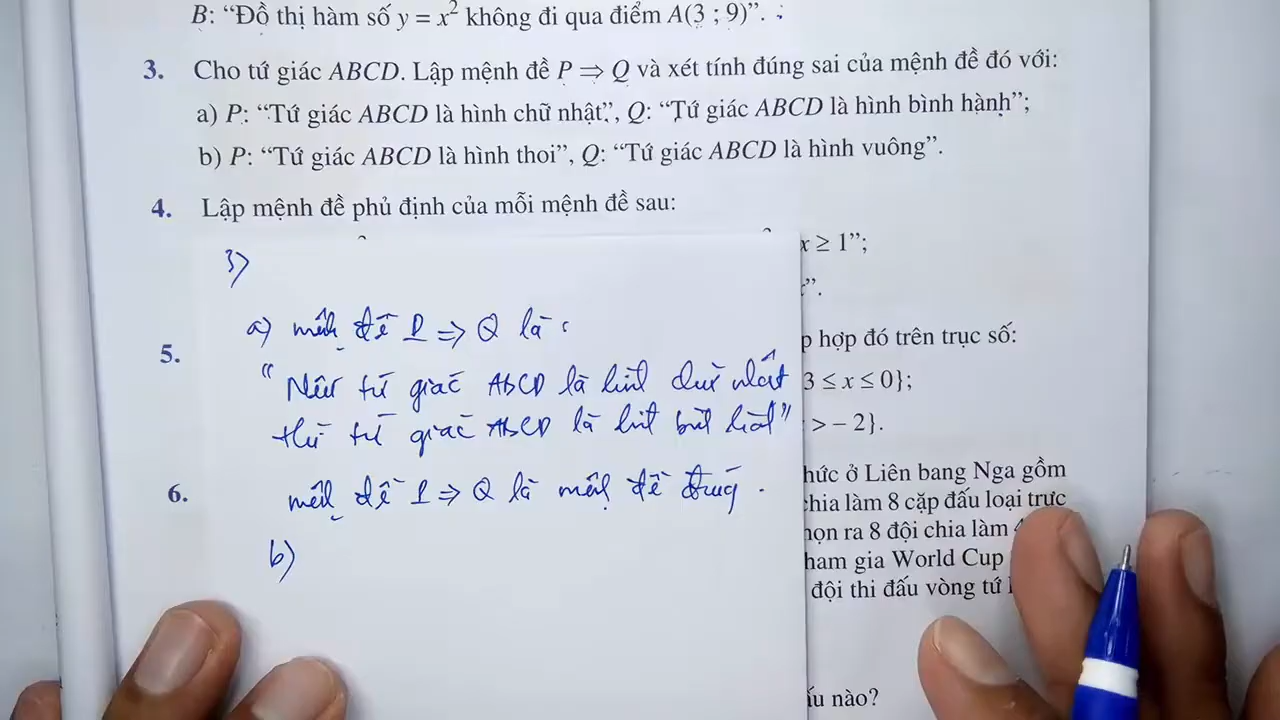 B: “Đồ thị hàm số y = x² không đi qua điểm A(3 ; 9)”.
3. Cho tứ giác ABCD. Lập mệnh đề P ⇒ Q và xét tính đúng sai của mệnh đề đó với:
a) P: “Tứ giác ABCD là hình chữ nhật”, Q: “Tứ giác ABCD là hình bình hành”;
b) P: “Tứ giác ABCD là hình thoi”, Q: “Tứ giác ABCD là hình vuông”.
4. Lập mệnh đề phủ định của mỗi mệnh đề sau:
x ≥ 1”;
”.
3)
a) mệnh đề P ⇒ Q là :
5.
p hợp đó trên trục số:
“ Nếu tứ giác ABCD là hình chữ nhật
3 ≤ x ≤ 0};
thì tứ giác ABCD là hình bình hành”
> – 2}.
6.
mệnh đề P ⇒ Q là mệnh đề đúng .
hức ở Liên bang Nga gồm
chia làm 8 cặp đấu loại trực
họn ra 8 đội chia làm
b)
ham gia World Cup
đội thi đấu vòng tứ
ấu nào?